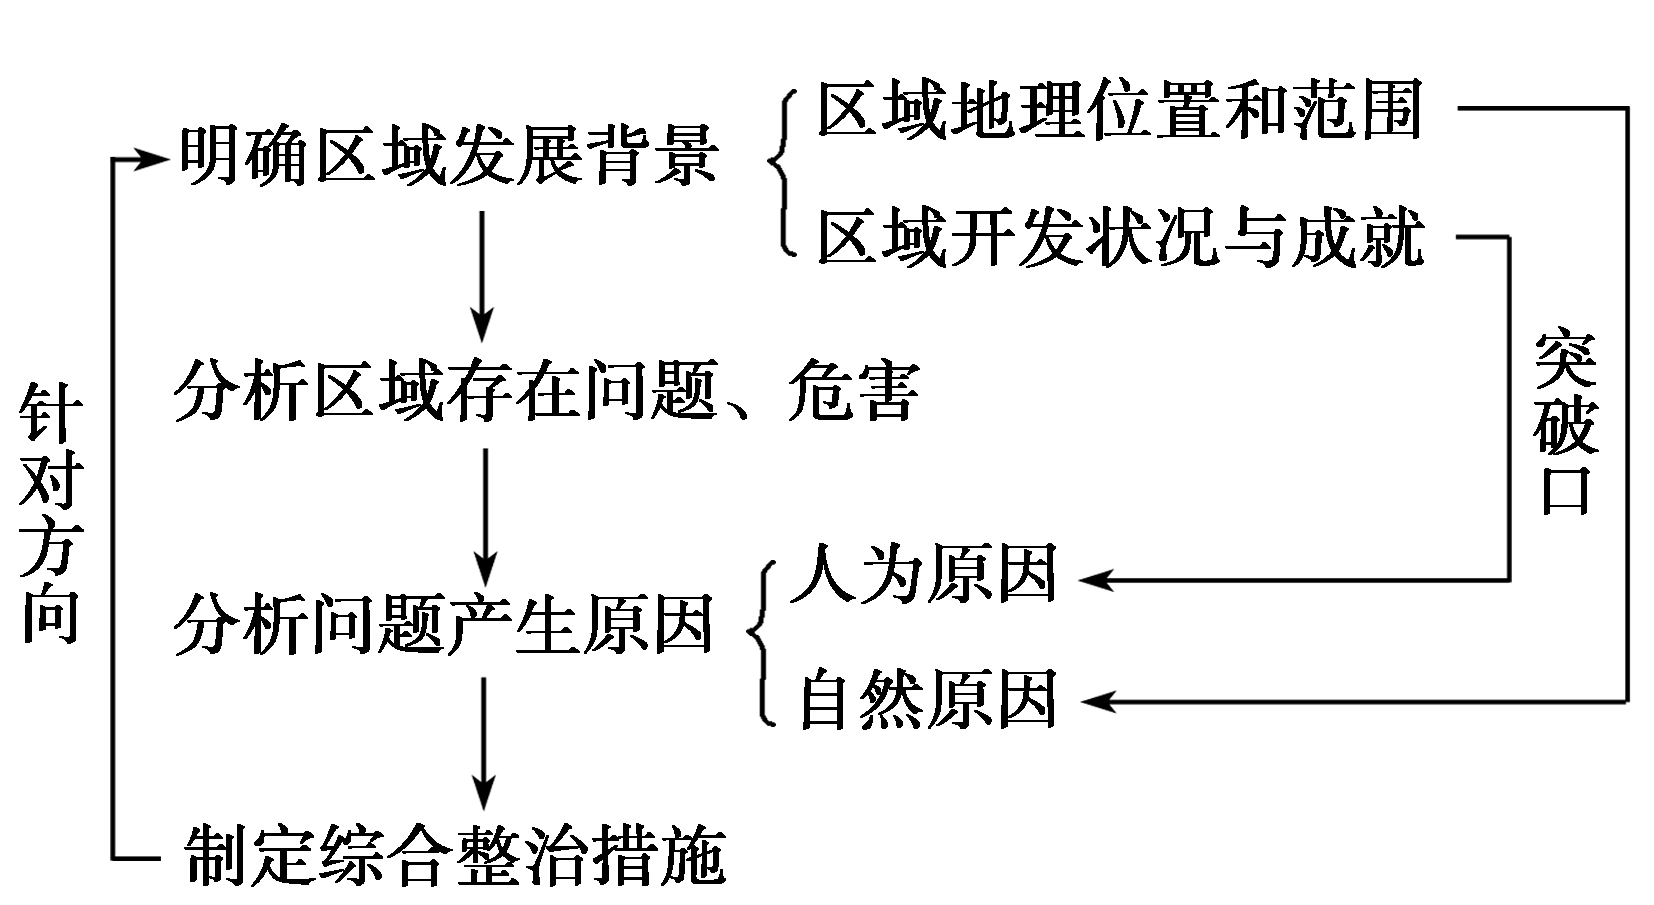 区域地理位置和范围
明确区域发展背景
区域开发状况与成就
分析区域存在问题、危害
针对方向
突破口
人为原因
分析问题产生原因
自然原因
制定综合整治措施